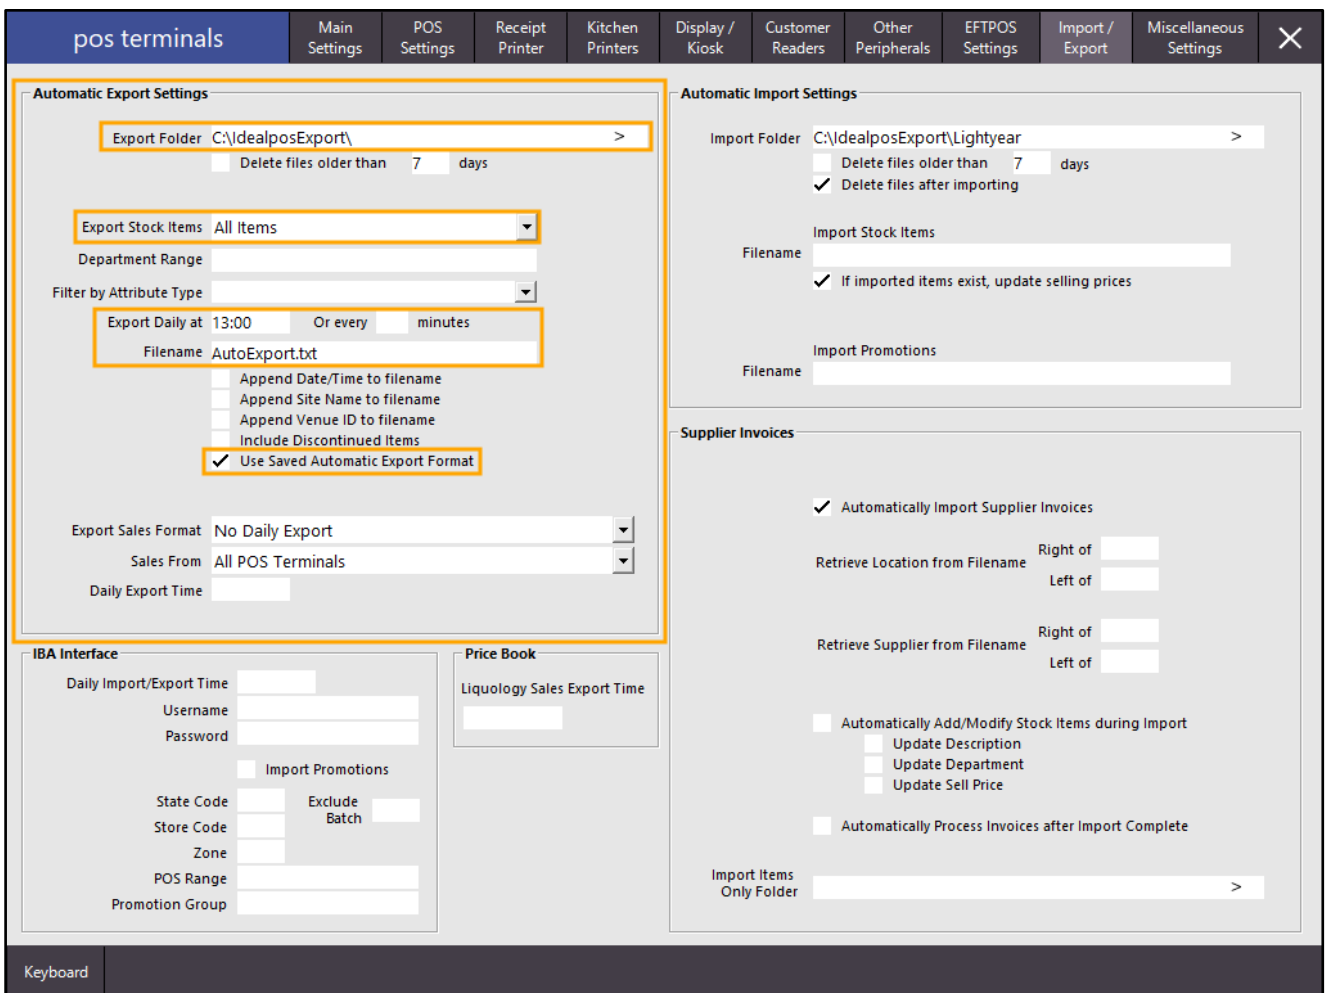 pos terminals
Main Settings
POS Settings
Receipt Printer
Kitchen Printers
Display / Kiosk
Customer Readers
Other Peripherals
EFTPOS Settings
Import / Export
Miscellaneous Settings
Automatic Export Settings
Export Folder C:\IdealposExport\ >
Delete files older than 7 days
Export Stock Items All Items
Department Range
Filter by Attribute Type
Export Daily at 13:00 Or every minutes
Filename AutoExport.txt
Append Date/Time to filename
Append Site Name to filename
Append Venue ID to filename
Include Discontinued Items
Use Saved Automatic Export Format
Export Sales Format No Daily Export
Sales From All POS Terminals
Daily Export Time
IBA Interface
Daily Import/Export Time
Username
Password
Import Promotions
State Code Exclude Batch
Store Code
Zone
POS Range
Promotion Group
Price Book
Liquology Sales Export Time
Automatic Import Settings
Import Folder C:\IdealposExport\Lightyear >
Delete files older than 7 days
Delete files after importing
Import Stock Items
Filename
If imported items exist, update selling prices
Import Promotions
Filename
Supplier Invoices
Automatically Import Supplier Invoices
Right of
Retrieve Location from Filename
Left of
Right of
Retrieve Supplier from Filename
Left of
Automatically Add/Modify Stock Items during Import
Update Description
Update Department
Update Sell Price
Automatically Process Invoices after Import Complete
Import Items
Only Folder >
Keyboard